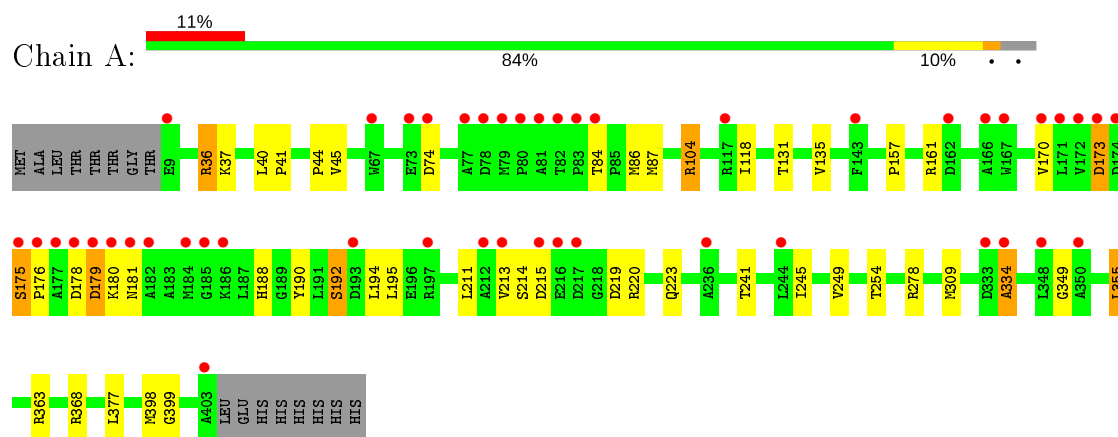 11%
Chain A:
84% 10% • •
MET ALA LEU THR THR THR GLY THR E9 R36 K37 L40 P41 P44 V45 W67 E73 D74 A77 D78 M79 P80 A81 T82 P83 T84 P85 M86 M87 R104 R117 I118 T131 V135 F143 P157 R161 D162 A166 W167 V170 L171 V172 D173 D174
S175 P176 A177 D178 D179 K180 N181 A182 A183 M184 G185 K186 L187 H188 G189 Y190 L191 S192 D193 L194 L195 E196 R197 L211 A212 V213 S214 D215 E216 D217 G218 D219 R220 Q223 A236 T241 L244 I245 V249 T254 R278 M309 D333 A334 L348 G349 A350 L355
R363 R368 L377 M398 G399 A403 LEU GLU HIS HIS HIS HIS HIS HIS